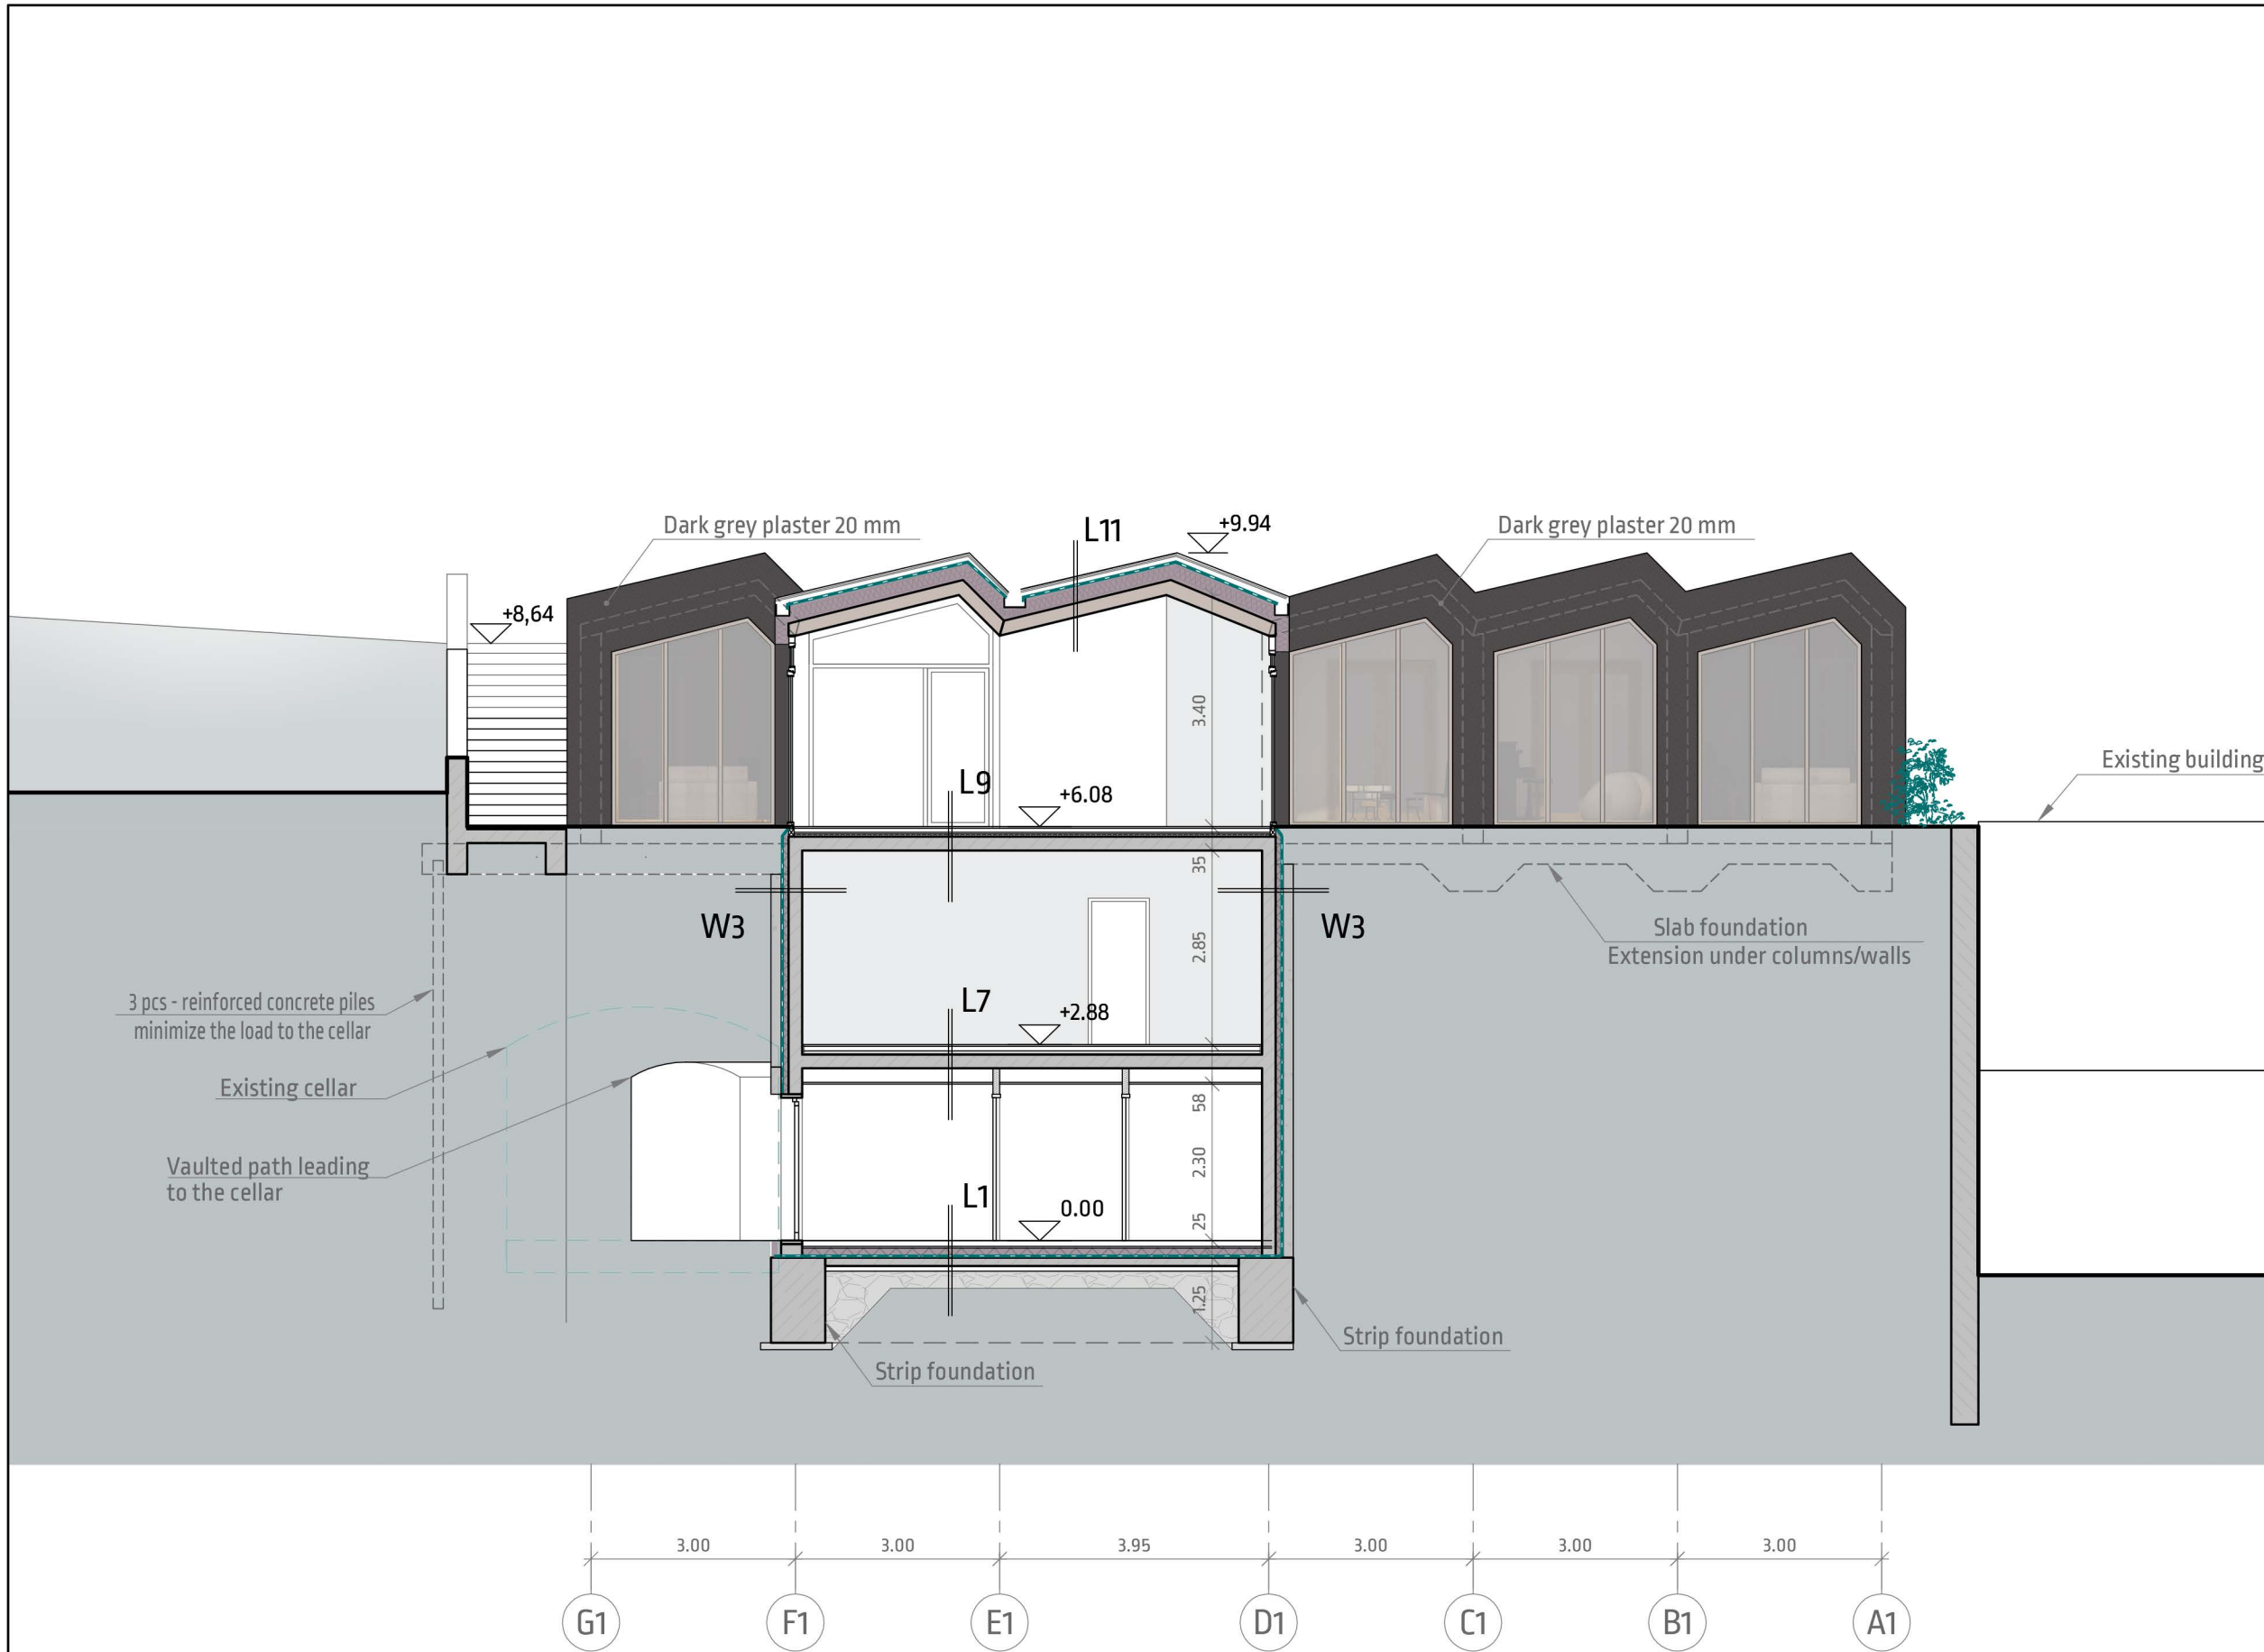 Dark grey plaster 20 mm
L11
+9.94
Dark grey plaster 20 mm
+8,64
3.40
L9
+6.08
Existing building
35
W3
W3
2.85
Slab foundation
Extension under columns/walls
3 pcs - reinforced concrete piles
minimize the load to the cellar
L7
+2.88
Existing cellar
58
Vaulted path leading
to the cellar
2.30
L1
0.00
25
1.25
Strip foundation
Strip foundation
3.00
3.00
3.95
3.00
3.00
3.00
G1
F1
E1
D1
C1
B1
A1